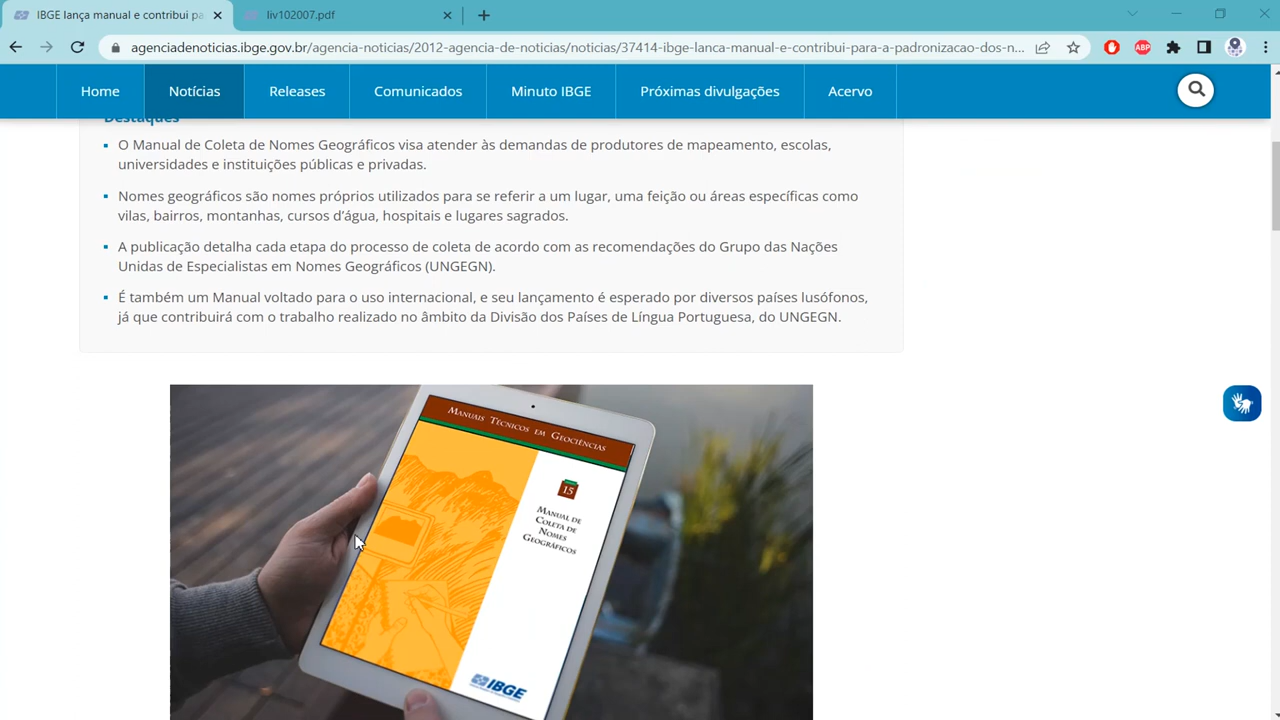 IBGE lança manual e contribui pa
liv102007.pdf
agenciadenoticias.ibge.gov.br/agencia-noticias/2012-agencia-de-noticias/noticias/37414-ibge-lanca-manual-e-contribui-para-a-padronizacao-dos-n...
ABP
Home
Notícias
Releases
Comunicados
Minuto IBGE
Próximas divulgações
Acervo
Destaques
O Manual de Coleta de Nomes Geográficos visa atender às demandas de produtores de mapeamento, escolas,
universidades e instituições públicas e privadas.
Nomes geográficos são nomes próprios utilizados para se referir a um lugar, uma feição ou áreas específicas como
vilas, bairros, montanhas, cursos d’água, hospitais e lugares sagrados.
A publicação detalha cada etapa do processo de coleta de acordo com as recomendações do Grupo das Nações
Unidas de Especialistas em Nomes Geográficos (UNGEGN).
É também um Manual voltado para o uso internacional, e seu lançamento é esperado por diversos países lusófonos,
já que contribuirá com o trabalho realizado no âmbito da Divisão dos Países de Língua Portuguesa, do UNGEGN.
Manuais Técnicos em Geociências
15
Manual de
Coleta de
Nomes
Geográficos
IBGE